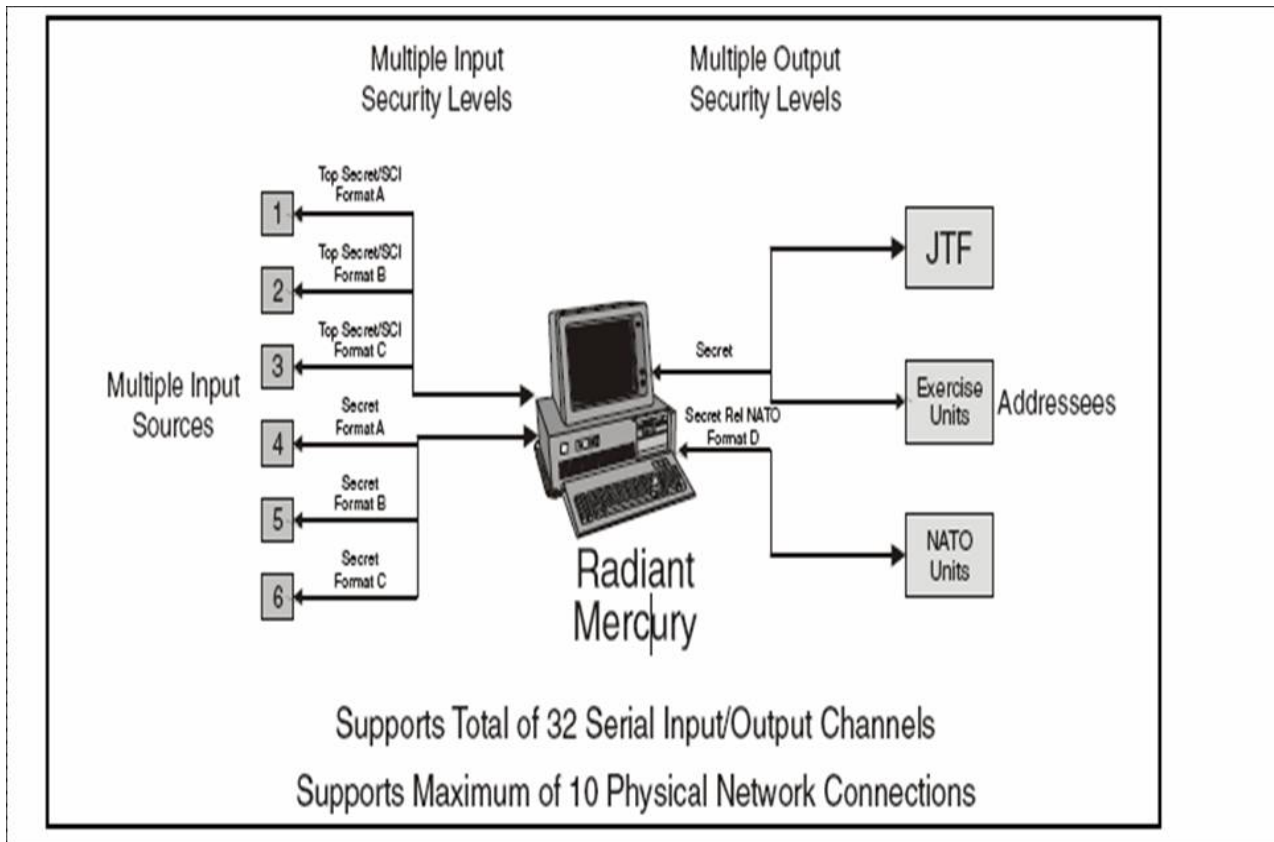 Multiple Input
Security Levels
Multiple Output
Security Levels
Top Secret/SCI
Format A
1
Top Secret/SCI
Format B
2
Top Secret/SCI
Format C
3
Multiple Input
Sources
Secret
Format A
4
Secret
Format B
5
Secret
Format C
6
Radiant
Mercury
Secret
Secret Rel NATO
Format D
JTF
Exercise
Units
Addressees
NATO
Units
Supports Total of 32 Serial Input/Output Channels
Supports Maximum of 10 Physical Network Connections